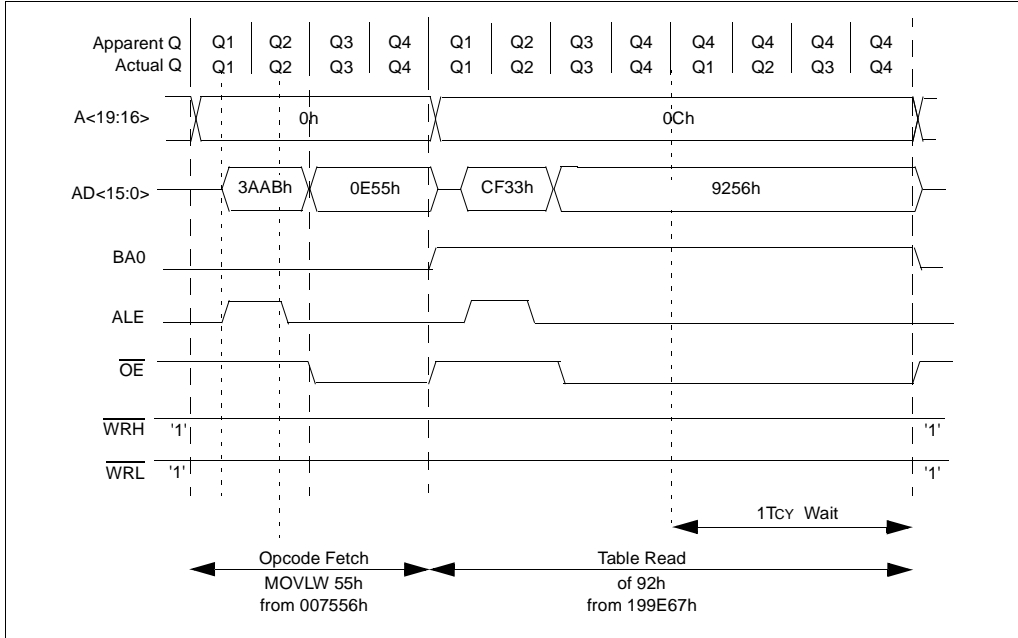 Apparent Q Q1 Q2 Q3 Q4 Q1 Q2 Q3 Q4 Q4 Q4 Q4 Q4
Actual Q Q1 Q2 Q3 Q4 Q1 Q2 Q3 Q4 Q1 Q2 Q3 Q4
A<19:16> 0h 0Ch
AD<15:0> 3AABh 0E55h CF33h 9256h
BA0
ALE
OE
WRH '1' '1'
WRL '1' '1'
1TCY Wait
Opcode Fetch Table Read
MOVLW 55h of 92h
from 007556h from 199E67h